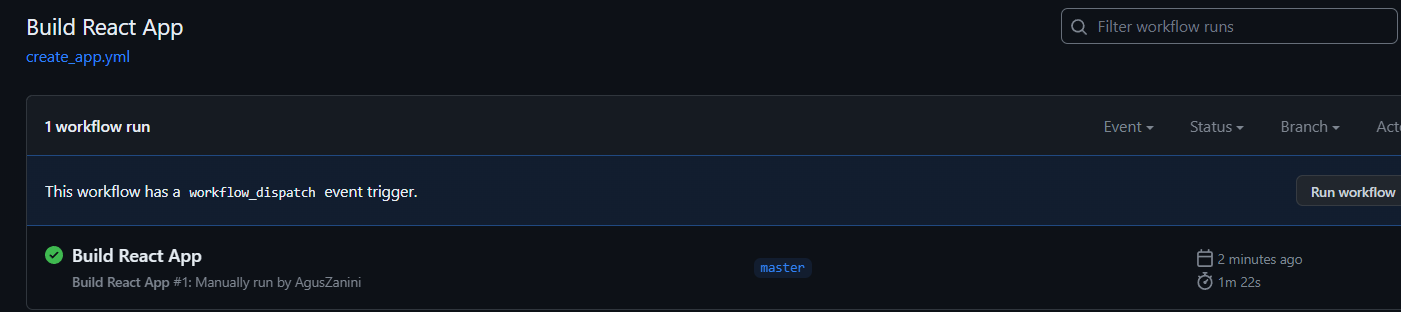 Build React App
Filter workflow runs
create_app.yml
1 workflow run
Event
Status
Branch
Act
This workflow has a workflow_dispatch event trigger.
Run workflow
Build React App
master
2 minutes ago
Build React App #1: Manually run by AgusZanini
1m 22s